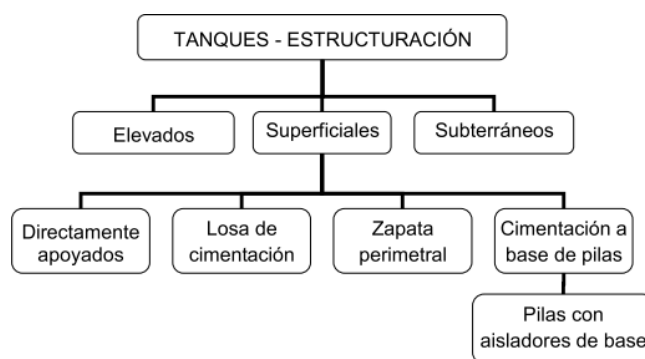 TANQUES - ESTRUCTURACIÓN
Elevados
Superficiales
Subterráneos
Directamente
apoyados
Losa de
cimentación
Zapata
perimetral
Cimentación a
base de pilas
Pilas con
aisladores de base